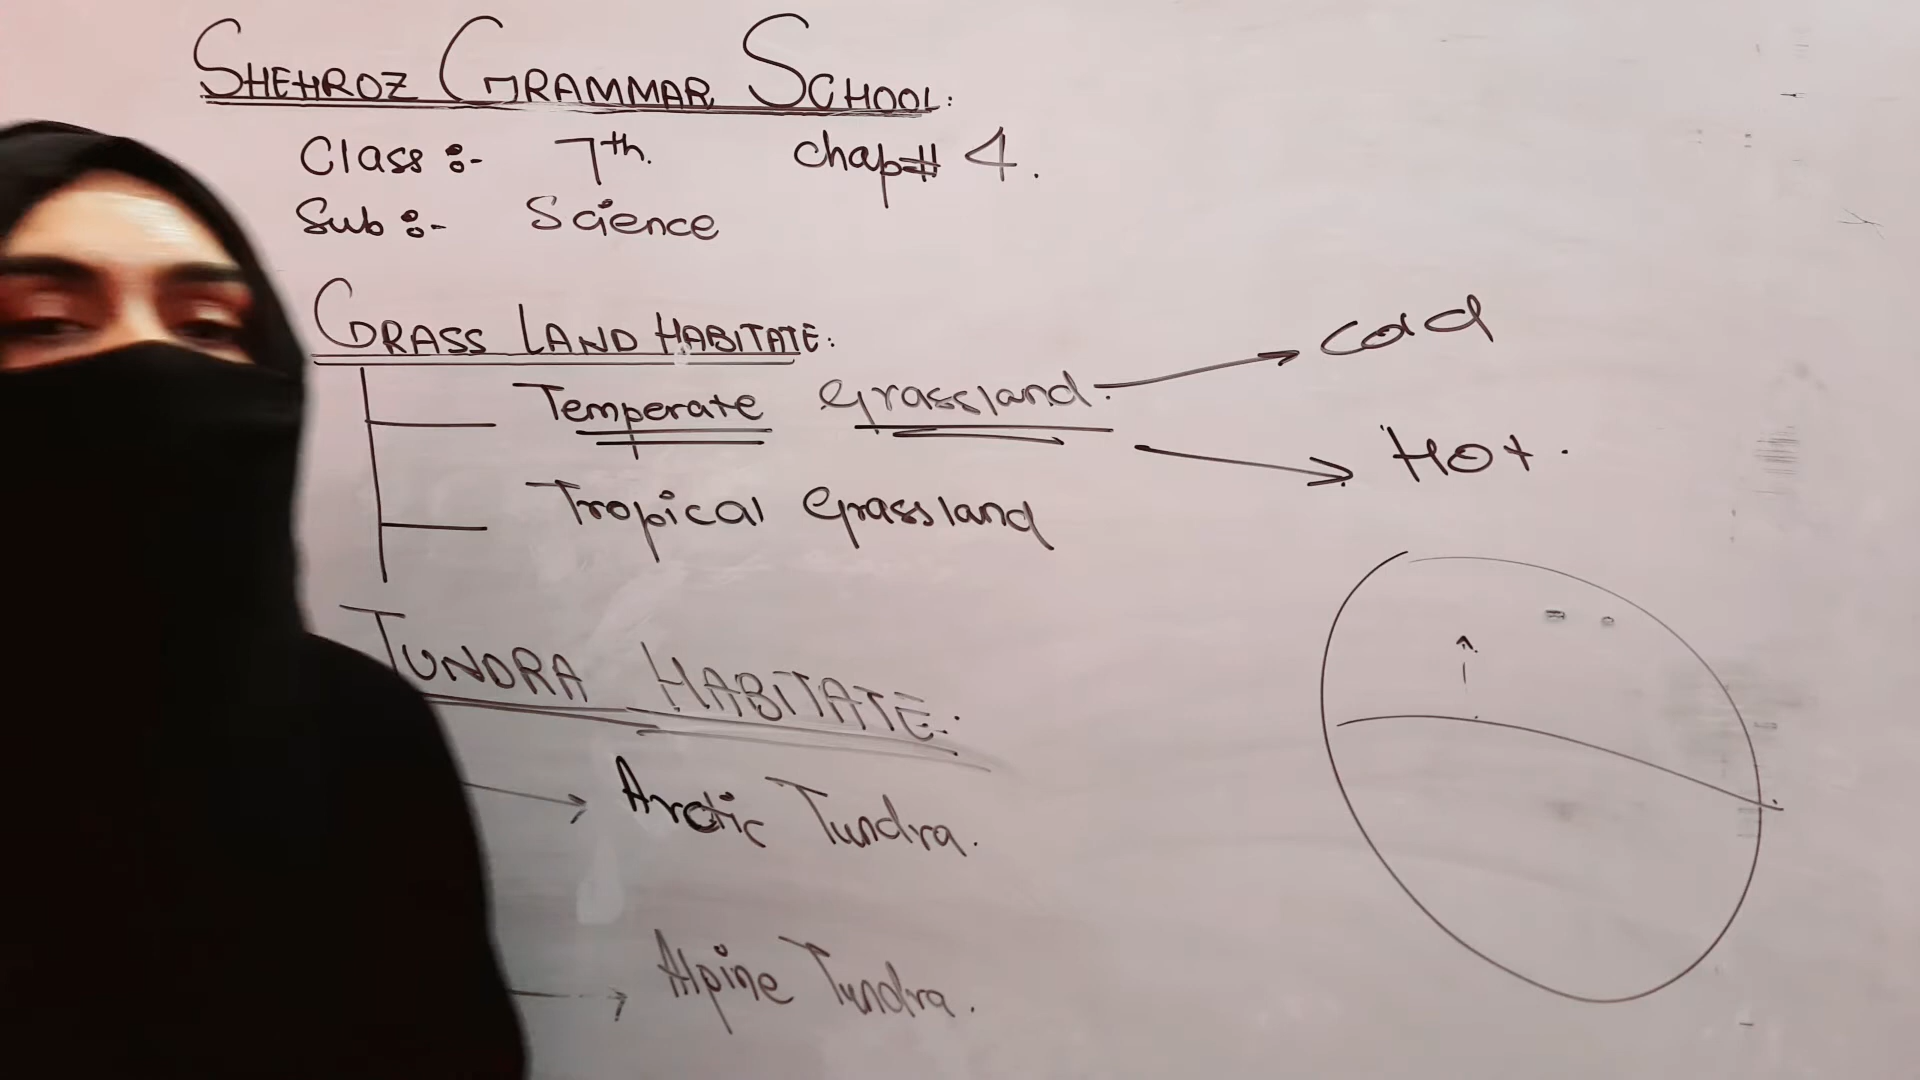 SHEHROZ GRAMMAR SCHOOL:
Class :- 7th. Chap# 4.
Sub :- Science
GRASS LAND HABITATE:
Temperate Grassland.
Cold
Hot.
Tropical Grassland
TUNDRA HABITATE:
Arctic Tundra.
Alpine Tundra.